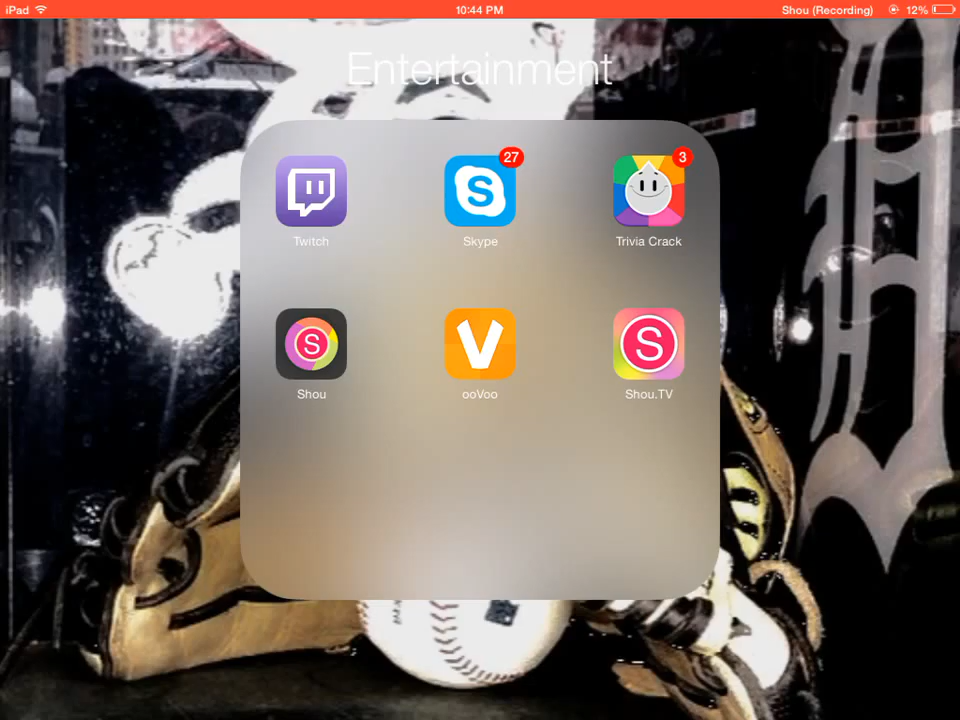 iPad 10:44 PM Shou (Recording) 12%
Entertainment
27 3
Twitch Skype Trivia Crack
Shou ooVoo Shou.TV